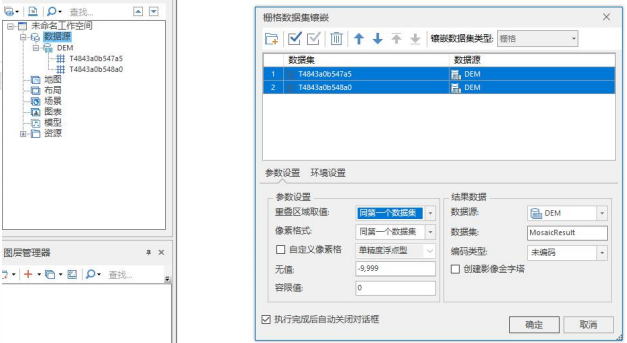 查找...
未命名工作空间
数据源
DEM
T4843a0b547a5
T4843a0b548a0
地图
布局
场景
图表
模型
资源
图层管理器
查找...
栅格数据集镶嵌
镶嵌数据集类型: 栅格
数据集 数据源
1 T4843a0b547a5 DEM
2 T4843a0b548a0 DEM
参数设置 环境设置
参数设置
重叠区域取值: 同第一个数据集
像素格式: 同第一个数据集
自定义像素格 单精度浮点型
无值: -9,999
容限值: 0
结果数据
数据源: DEM
数据集: MosaicResult
编码类型: 未编码
创建影像金字塔
执行完成后自动关闭对话框
确定 取消